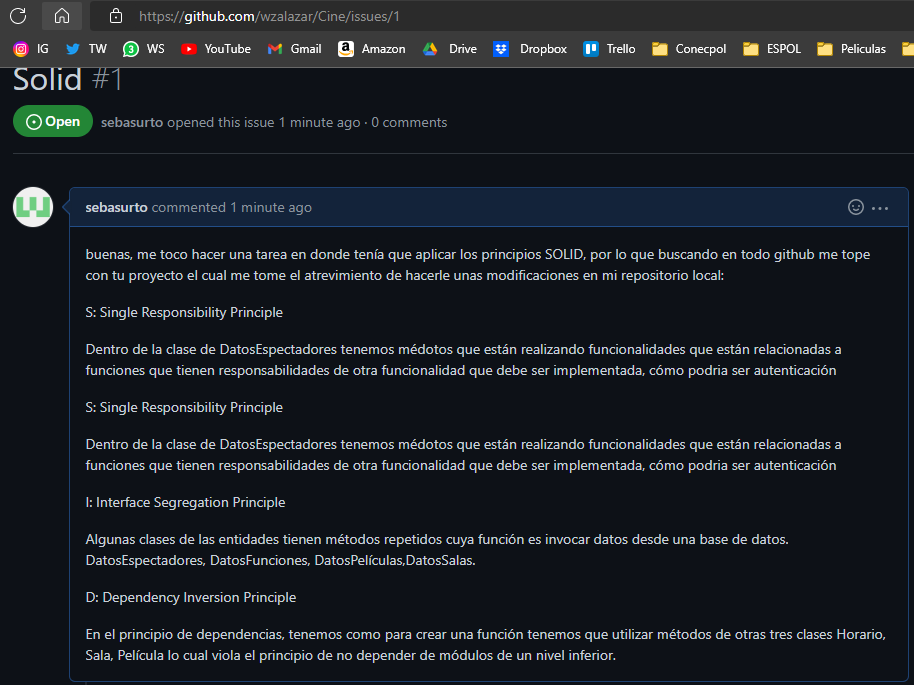 https://github.com/wzalazar/Cine/issues/1
IG TW 3 WS YouTube Gmail a Amazon Drive Dropbox Trello Conecpol ESPOL Peliculas
Solid #1
Open sebasurto opened this issue 1 minute ago · 0 comments
sebasurto commented 1 minute ago
buenas, me toco hacer una tarea en donde tenía que aplicar los principios SOLID, por lo que buscando en todo github me tope
con tu proyecto el cual me tome el atrevimiento de hacerle unas modificaciones en mi repositorio local:
S: Single Responsibility Principle
Dentro de la clase de DatosEspectadores tenemos médotos que están realizando funcionalidades que están relacionadas a
funciones que tienen responsabilidades de otra funcionalidad que debe ser implementada, cómo podria ser autenticación
S: Single Responsibility Principle
Dentro de la clase de DatosEspectadores tenemos médotos que están realizando funcionalidades que están relacionadas a
funciones que tienen responsabilidades de otra funcionalidad que debe ser implementada, cómo podria ser autenticación
I: Interface Segregation Principle
Algunas clases de las entidades tienen métodos repetidos cuya función es invocar datos desde una base de datos.
DatosEspectadores, DatosFunciones, DatosPelículas,DatosSalas.
D: Dependency Inversion Principle
En el principio de dependencias, tenemos como para crear una función tenemos que utilizar métodos de otras tres clases Horario,
Sala, Película lo cual viola el principio de no depender de módulos de un nivel inferior.